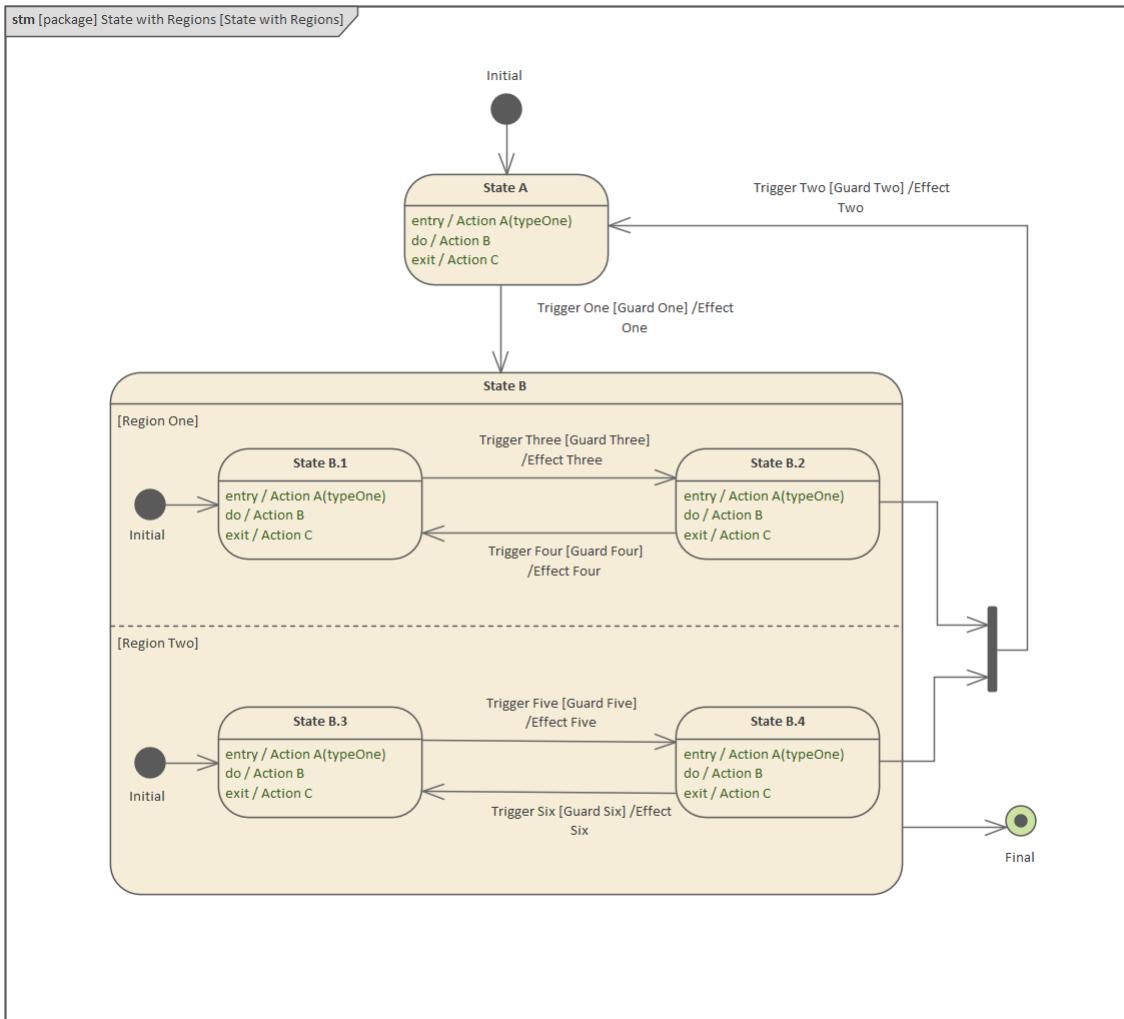 stm [package] State with Regions [State with Regions]
Initial
State A
entry / Action A(typeOne)
do / Action B
exit / Action C
Trigger Two [Guard Two] /Effect
Two
Trigger One [Guard One] /Effect
One
State B
[Region One]
Initial
State B.1
entry / Action A(typeOne)
do / Action B
exit / Action C
Trigger Three [Guard Three]
/Effect Three
Trigger Four [Guard Four]
/Effect Four
State B.2
entry / Action A(typeOne)
do / Action B
exit / Action C
[Region Two]
Initial
State B.3
entry / Action A(typeOne)
do / Action B
exit / Action C
Trigger Five [Guard Five]
/Effect Five
Trigger Six [Guard Six] /Effect
Six
State B.4
entry / Action A(typeOne)
do / Action B
exit / Action C
Final